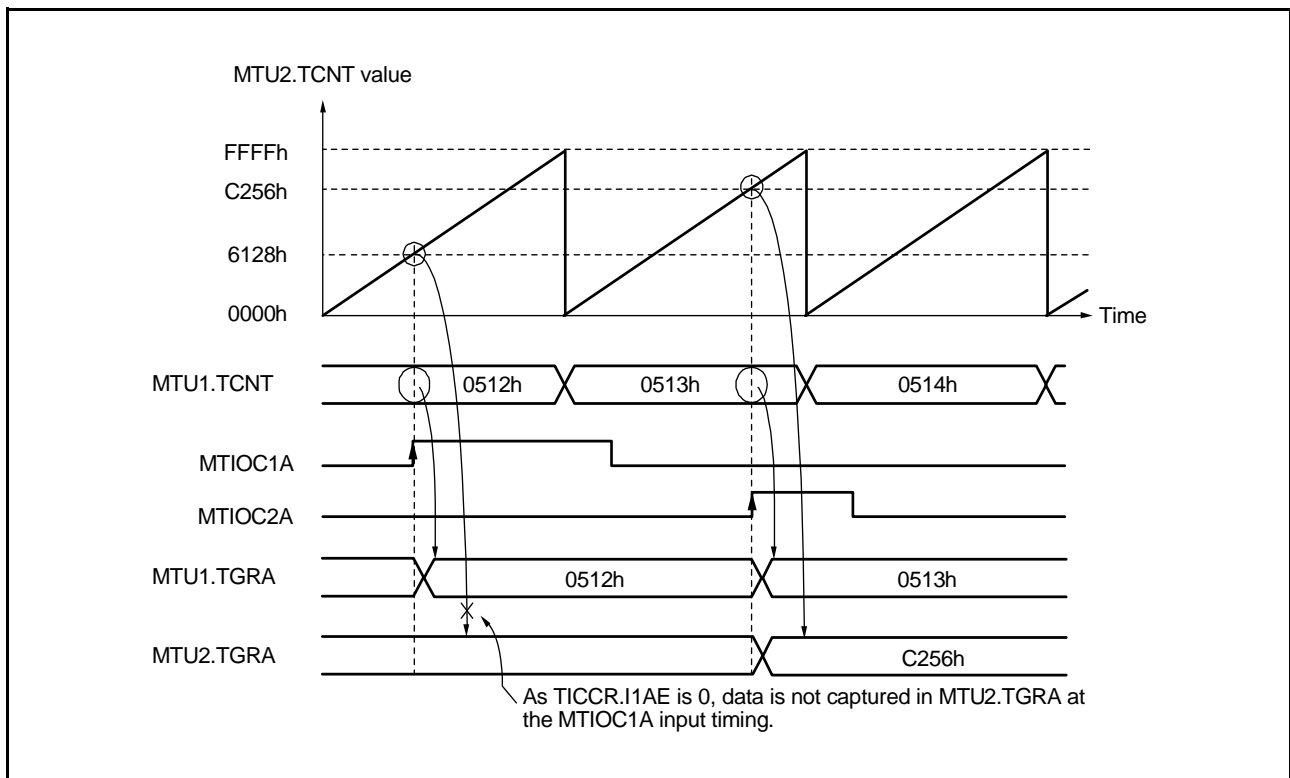 MTU2.TCNT value
FFFFh
C256h
6128h
0000h
Time
MTU1.TCNT
0512h
0513h
0514h
MTIOC1A
MTIOC2A
MTU1.TGRA
0512h
0513h
MTU2.TGRA
C256h
As TICCR.I1AE is 0, data is not captured in MTU2.TGRA at
the MTIOC1A input timing.